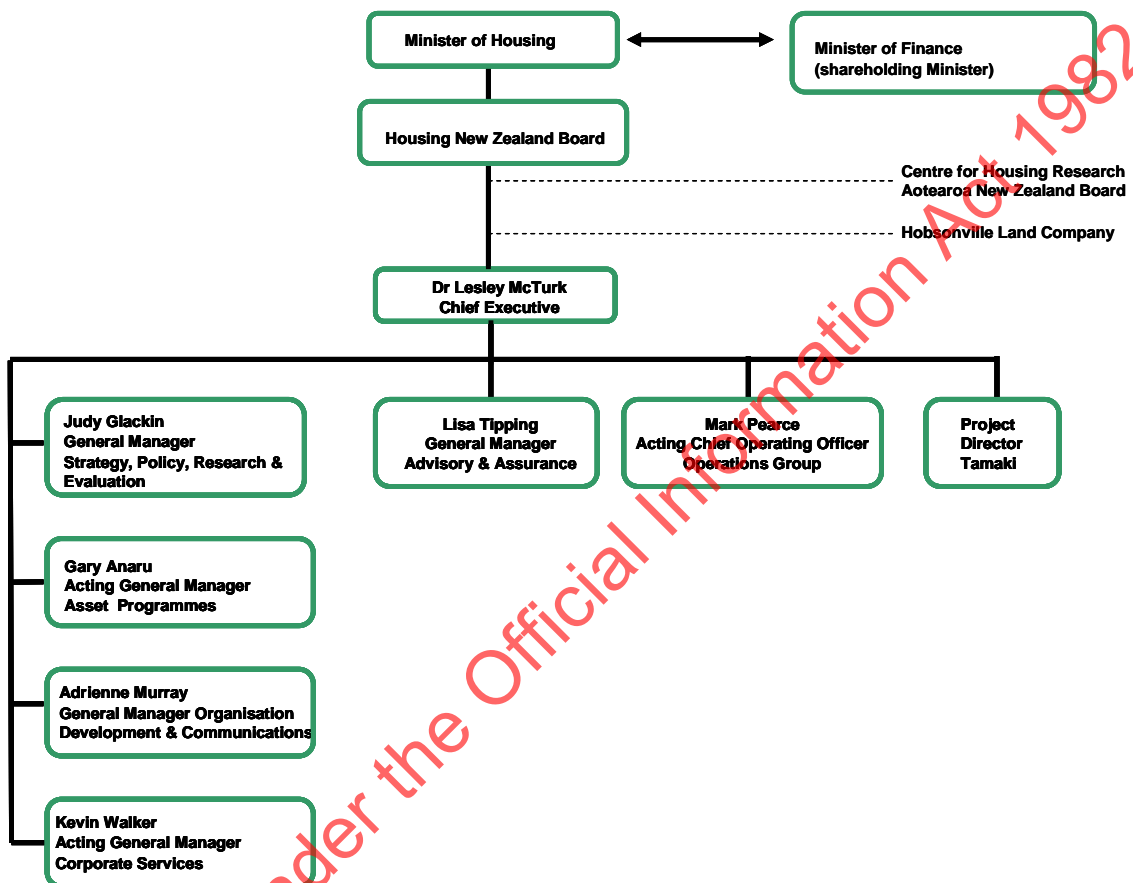 Minister of Housing
Minister of Finance
(shareholding Minister)
Housing New Zealand Board
Centre for Housing Research
Aotearoa New Zealand Board
Hobsonville Land Company
Dr Lesley McTurk
Chief Executive
Judy Glackin
General Manager
Strategy, Policy, Research &
Evaluation
Lisa Tipping
General Manager
Advisory & Assurance
Mark Pearce
Acting Chief Operating Officer
Operations Group
Project
Director
Tamaki
Gary Anaru
Acting General Manager
Asset Programmes
Adrienne Murray
General Manager Organisation
Development & Communications
Kevin Walker
Acting General Manager
Corporate Services
the Official Information Act 1982